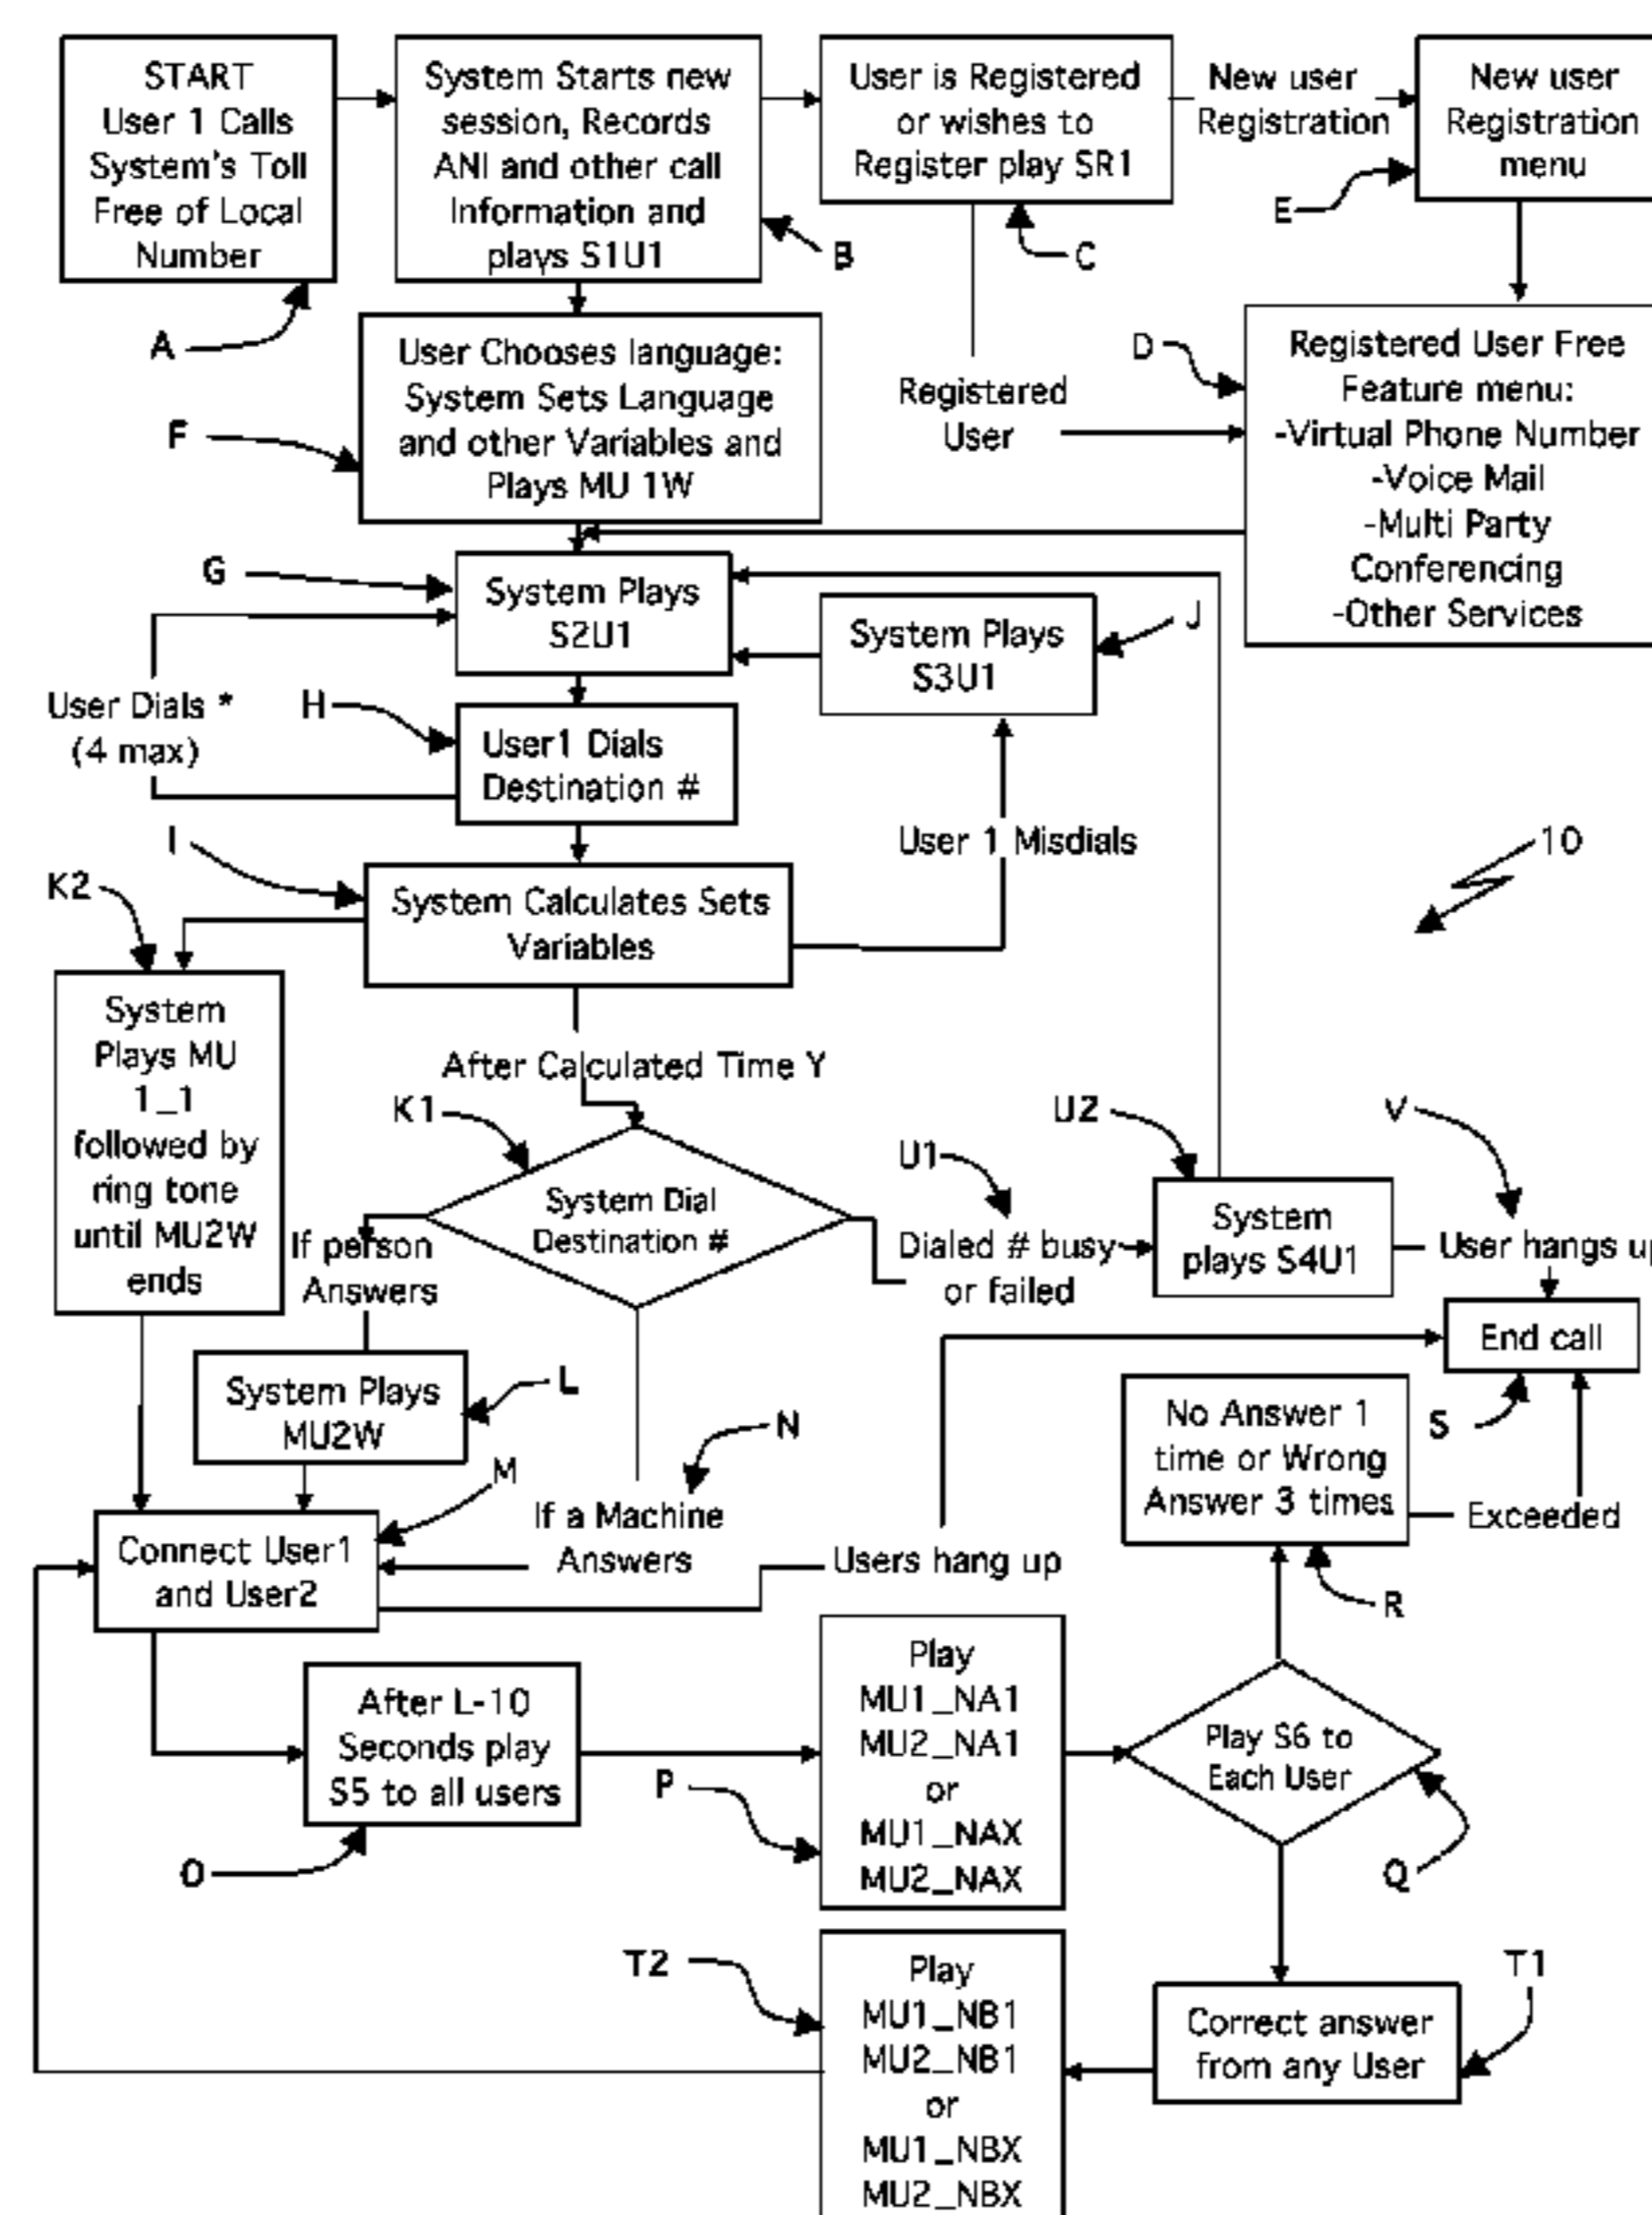 START
User 1 Calls
System's Toll
Free of Local
Number
System Starts new
session, Records
ANI and other call
Information and
plays S1U1
User is Registered
or wishes to
Register play SR1
New user
Registration
New user
Registration
menu
A
B
C
E
User Chooses language:
System Sets Language
and other Variables and
Plays MU 1W
F
Registered
User
D
Registered User Free
Feature menu:
-Virtual Phone Number
-Voice Mail
-Multi Party
Conferencing
-Other Services
G
System Plays
S2U1
System Plays
S3U1
J
User Dials *
(4 max)
H
User1 Dials
Destination #
User 1 Misdials
10
I
K2
System Calculates Sets
Variables
System
Plays MU
1_1
followed by
ring tone
until MU2W
ends
After Calculated Time Y
K1
System Dial
Destination #
If person
Answers
U1
Dialed # busy
or failed
U2
System
plays S4U1
V
User hangs up
End call
S
System Plays
MU2W
L
M
N
If a Machine
Answers
Connect User1
and User2
Users hang up
No Answer 1
time or Wrong
Answer 3 times
Exceeded
R
After L-10
Seconds play
S5 to all users
O
P
Play
MU1_NA1
MU2_NA1
or
MU1_NAX
MU2_NAX
Play S6 to
Each User
Q
T2
Play
MU1_NB1
MU2_NB1
or
MU1_NBX
MU2_NBX
Correct answer
from any User
T1